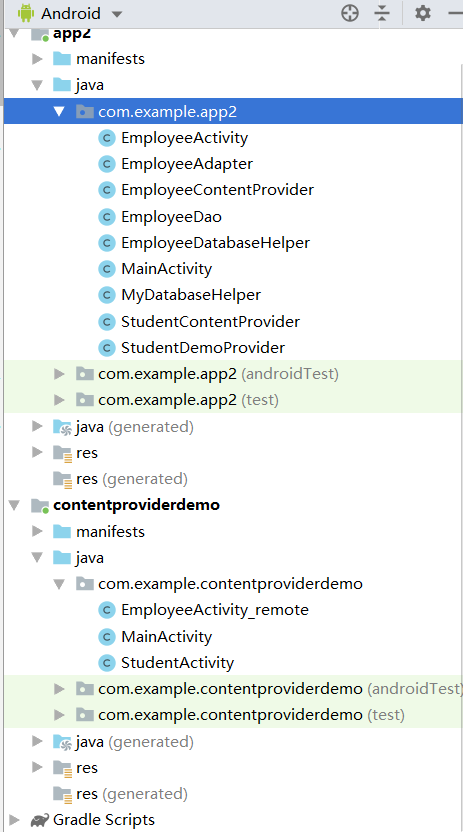 Android
app2
manifests
java
com.example.app2
EmployeeActivity
EmployeeAdapter
EmployeeContentProvider
EmployeeDao
EmployeeDatabaseHelper
MainActivity
MyDatabaseHelper
StudentContentProvider
StudentDemoProvider
com.example.app2 (androidTest)
com.example.app2 (test)
java (generated)
res
res (generated)
contentproviderdemo
manifests
java
com.example.contentproviderdemo
EmployeeActivity_remote
MainActivity
StudentActivity
com.example.contentproviderdemo (androidTest)
com.example.contentproviderdemo (test)
java (generated)
res
res (generated)
Gradle Scripts